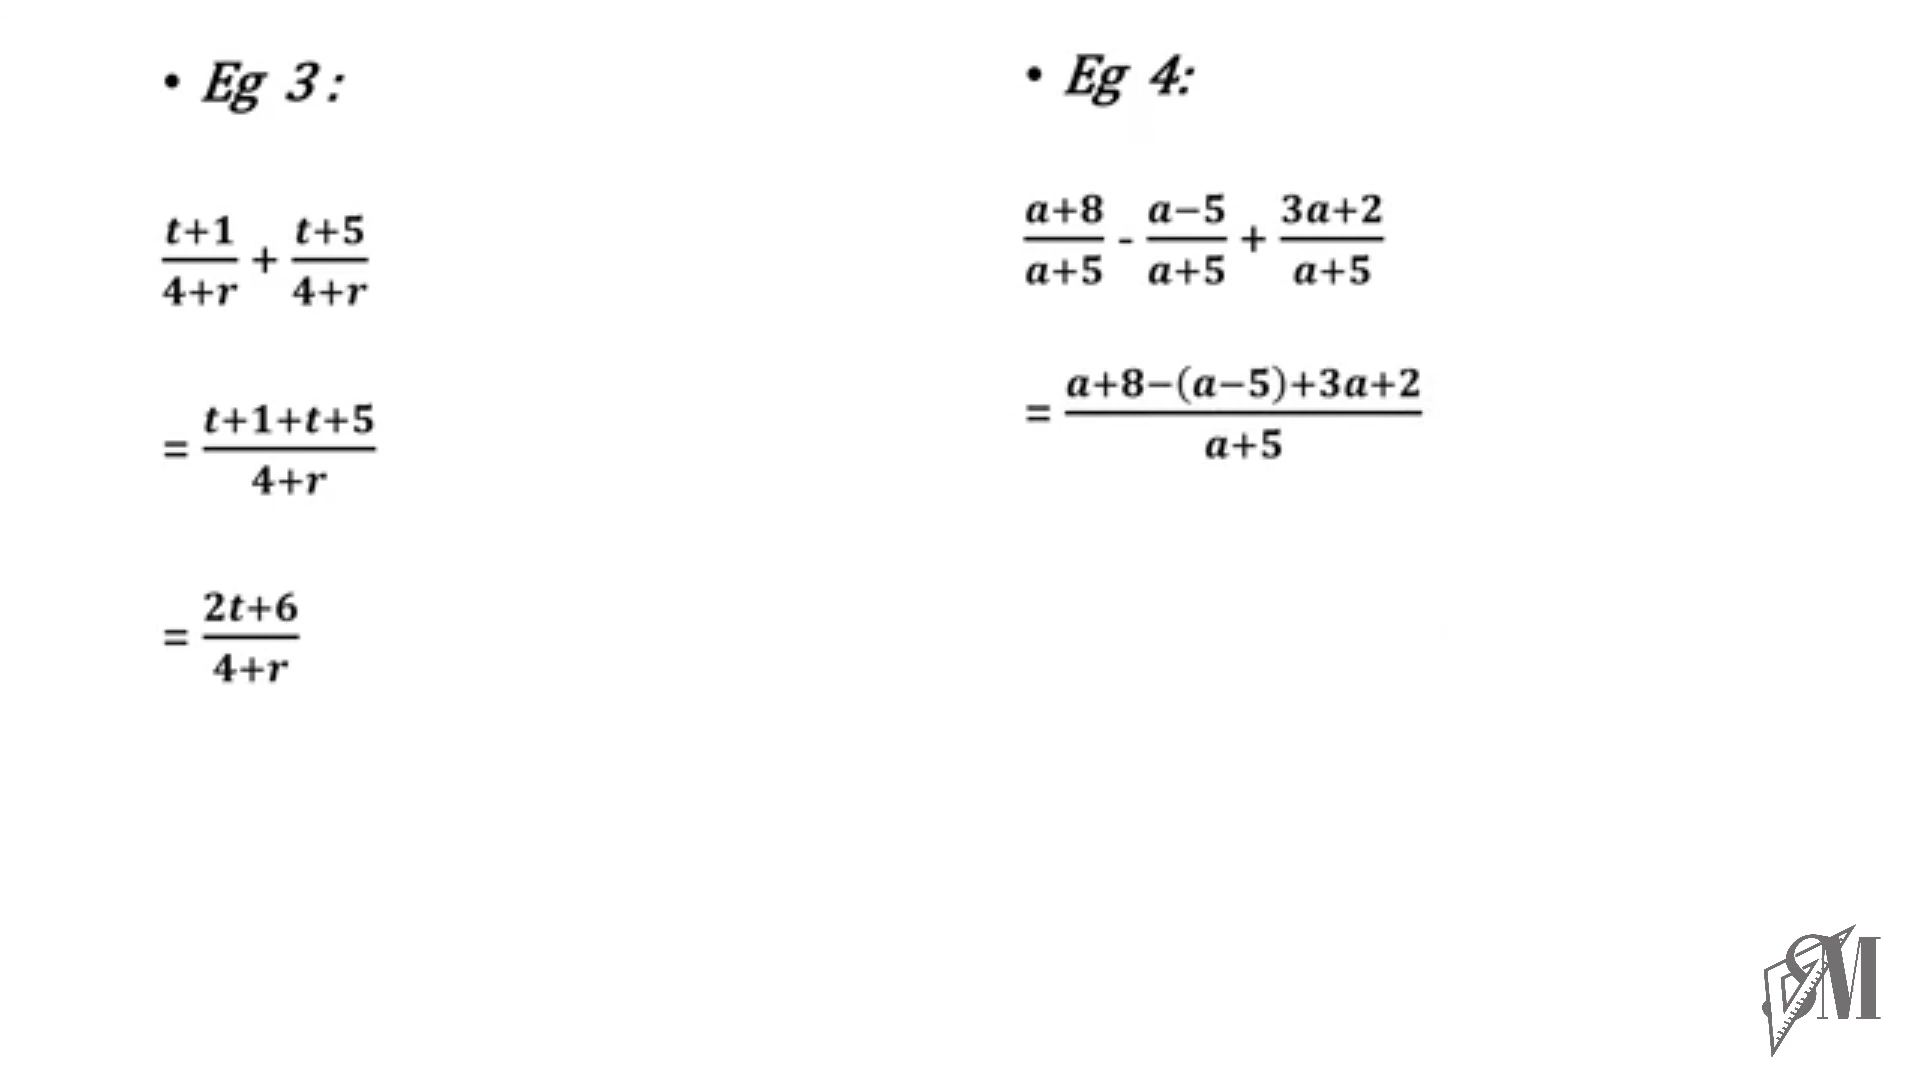 • Eg 3:
t+1/4+r + t+5/4+r
= t+1+t+5/4+r
= 2t+6/4+r
• Eg 4:
a+8/a+5 - a−5/a+5 + 3a+2/a+5
= a+8−(a−5)+3a+2/a+5
SM